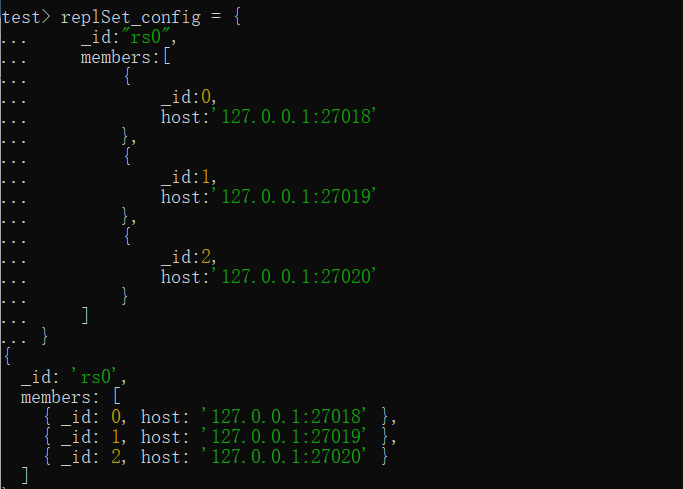 test> replSet_config = {
...     _id:"rs0",
...     members:[
...         {
...             _id:0,
...             host:'127.0.0.1:27018'
...         },
...         {
...             _id:1,
...             host:'127.0.0.1:27019'
...         },
...         {
...             _id:2,
...             host:'127.0.0.1:27020'
...         }
...     ]
... }
{
  _id: 'rs0',
  members: [
    { _id: 0, host: '127.0.0.1:27018' },
    { _id: 1, host: '127.0.0.1:27019' },
    { _id: 2, host: '127.0.0.1:27020' }
  ]